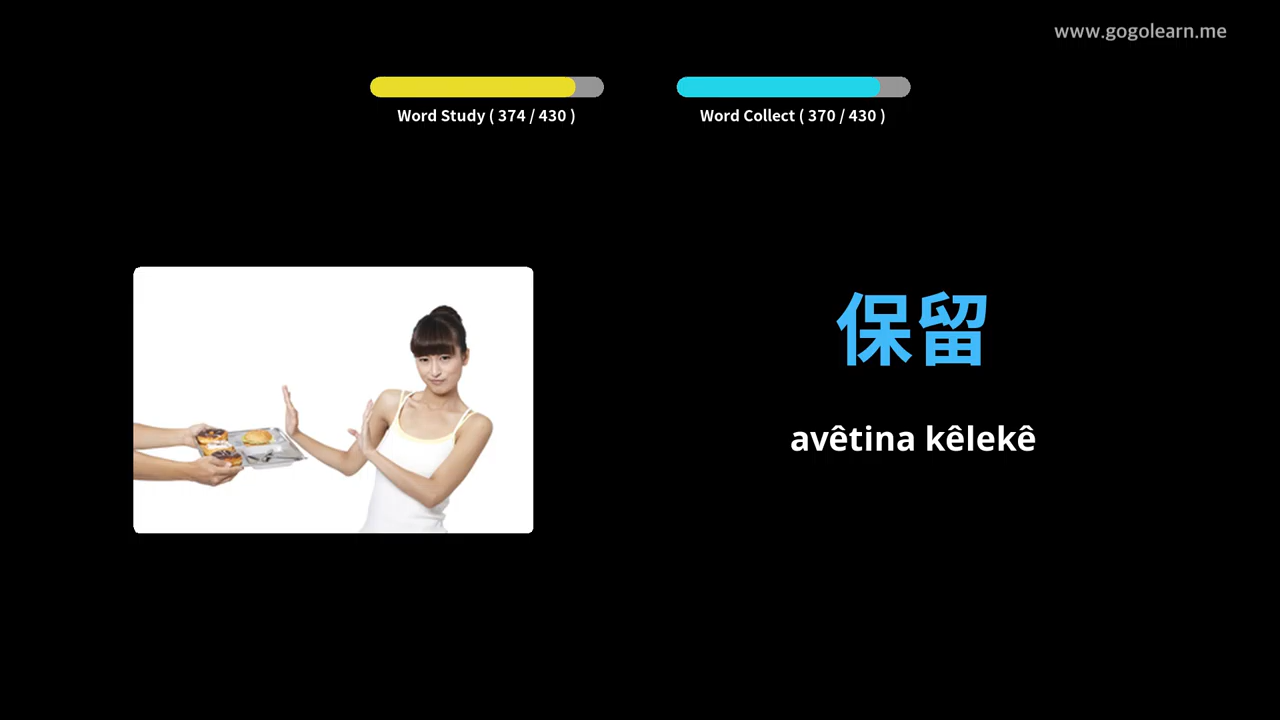 www.gogolearn.me
Word Study ( 374 / 430 )
Word Collect ( 370 / 430 )
保留
avêtina kêlekê